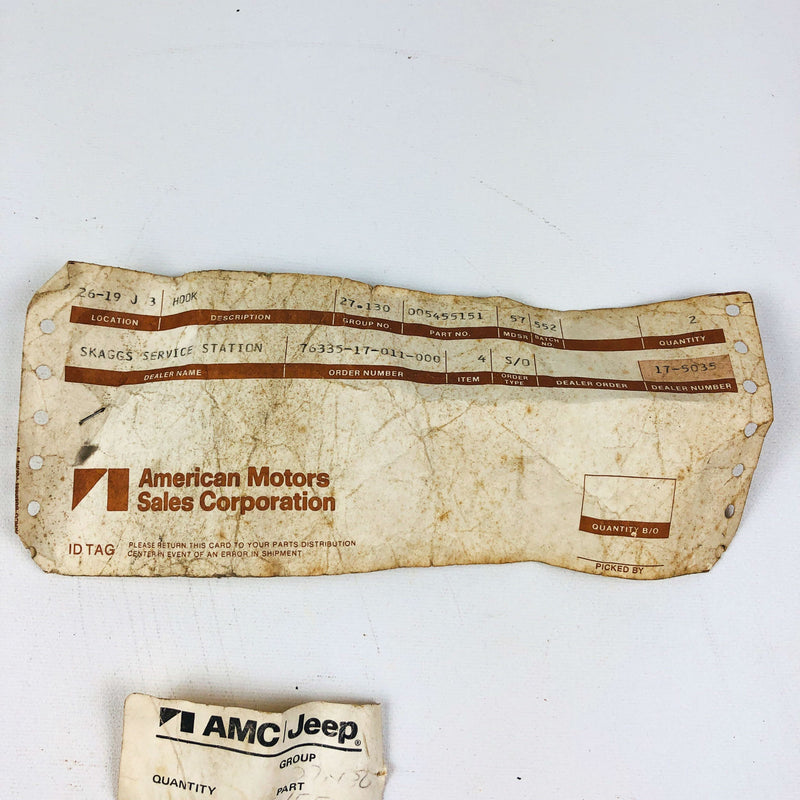 26-19 J 3 HOOK 27.130 005455151 57 552 2
LOCATION DESCRIPTION GROUP NO PART NO. MDSR BATCH NO. QUANTITY
SKAGGS SERVICE STATION 76335-17-011-000 4 S/O 17-5035
DEALER NAME ORDER NUMBER ITEM ORDER TYPE DEALER ORDER DEALER NUMBER
American Motors
Sales Corporation
QUANTITY B/O
ID TAG
PLEASE RETURN THIS CARD TO YOUR PARTS DISTRIBUTION
CENTER IN EVENT OF AN ERROR IN SHIPMENT
PICKED BY
AMC Jeep®
GROUP
27.130
QUANTITY PART